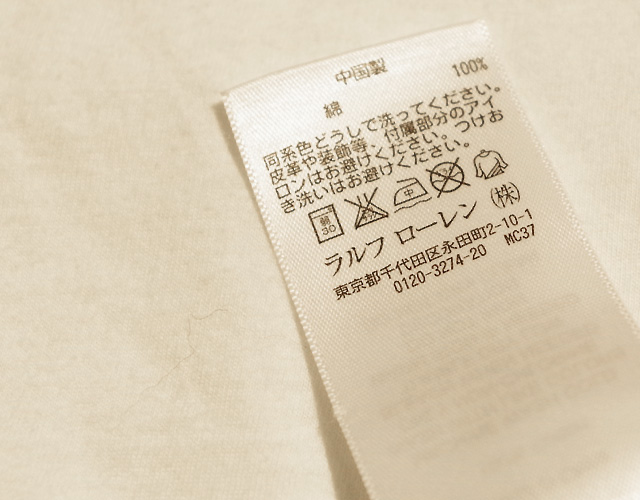 中国製
綿 100%
同系色どうしで洗ってください。
皮革や装飾等、付属部分のアイ
ロンはお避けください。つけお
き洗いはお避けください。
弱 30 中
ラルフ ローレン (株)
東京都千代田区永田町2-10-1
0120-3274-20 MC37